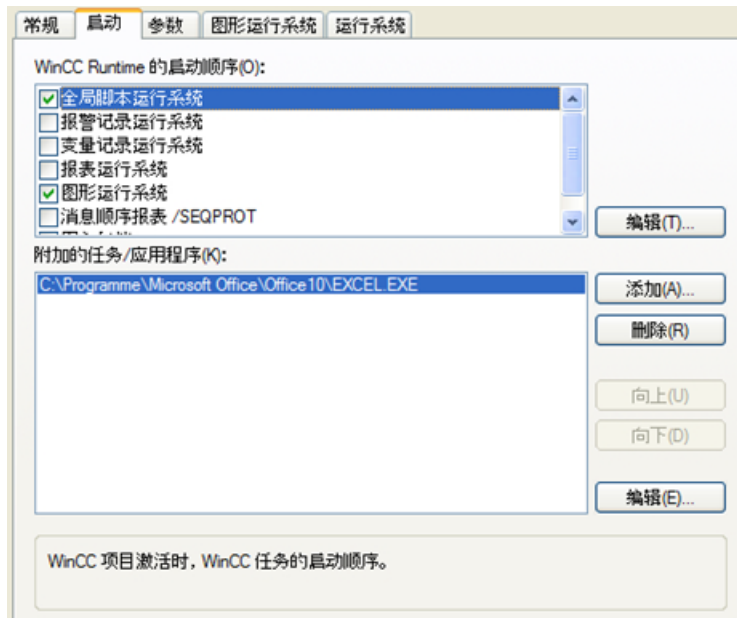 常规 启动 参数 图形运行系统 运行系统
WinCC Runtime 的启动顺序(O):
全局脚本运行系统
报警记录运行系统
变量记录运行系统
报表运行系统
图形运行系统
消息顺序报表 /SEQPROT
编辑(T)...
附加的任务/应用程序(K):
C:\Programme\Microsoft Office\Office10\EXCEL.EXE
添加(A)...
删除(R)
向上(U)
向下(D)
编辑(E)...
WinCC 项目激活时，WinCC 任务的启动顺序。